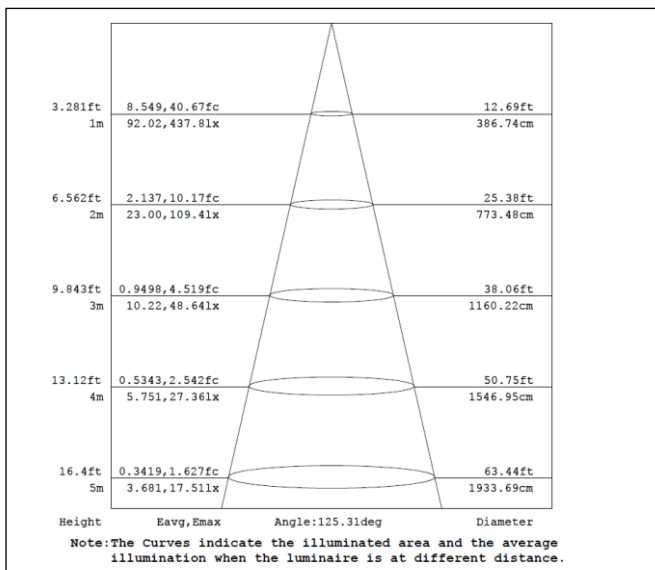 3.281ft 8.549,40.67fc 12.69ft
1m 92.02,437.8lx 386.74cm
6.562ft 2.137,10.17fc 25.38ft
2m 23.00,109.4lx 773.48cm
9.843ft 0.9498,4.519fc 38.06ft
3m 10.22,48.64lx 1160.22cm
13.12ft 0.5343,2.542fc 50.75ft
4m 5.751,27.36lx 1546.95cm
16.4ft 0.3419,1.627fc 63.44ft
5m 3.681,17.51lx 1933.69cm
Height Eavg,Emax Angle:125.31deg Diameter
Note:The Curves indicate the illuminated area and the average
illumination when the luminaire is at different distance.